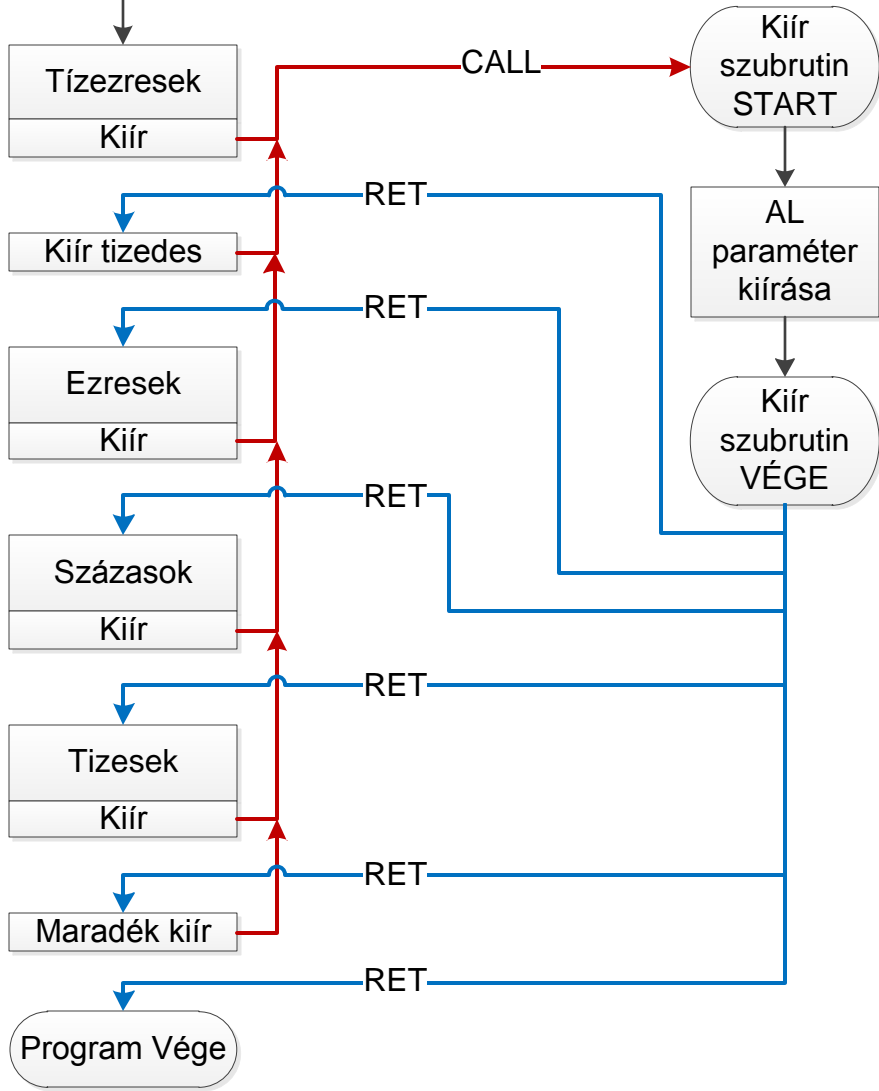 Tízezresek
Kiír
CALL
Kiír
szubrutin
START
RET
Kiír tizedes
AL
paraméter
kiírása
RET
Ezresek
Kiír
Kiír
szubrutin
VÉGE
RET
Százasok
Kiír
RET
Tizesek
Kiír
RET
Maradék kiír
RET
Program Vége